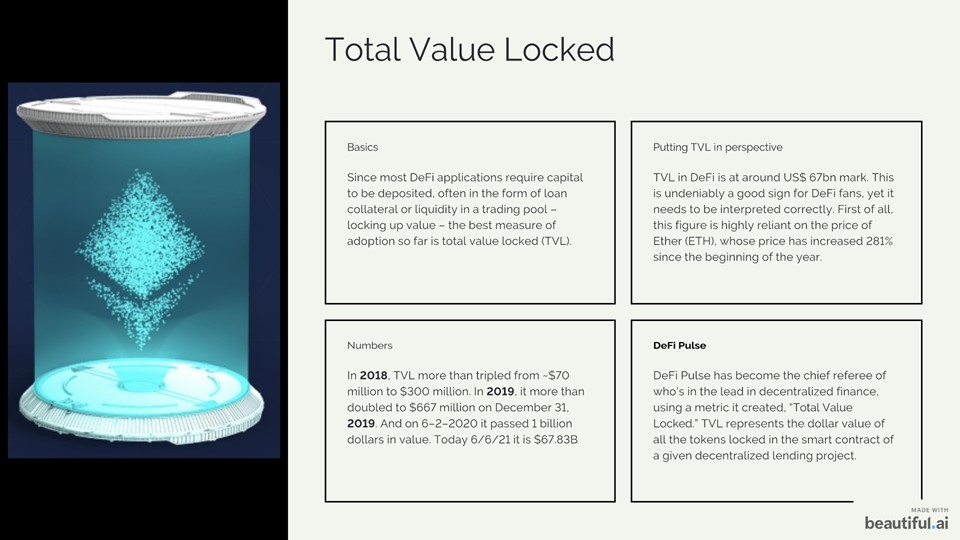 Total Value Locked
Basics
Since most DeFi applications require capital
to be deposited, often in the form of loan
collateral or liquidity in a trading pool –
locking up value – the best measure of
adoption so far is total value locked (TVL).
Putting TVL in perspective
TVL in DeFi is at around US$ 67bn mark. This
is undeniably a good sign for DeFi fans, yet it
needs to be interpreted correctly. First of all,
this figure is highly reliant on the price of
Ether (ETH), whose price has increased 281%
since the beginning of the year.
Numbers
In 2018, TVL more than tripled from ~$70
million to $300 million. In 2019, it more than
doubled to $667 million on December 31,
2019. And on 6–2–2020 it passed 1 billion
dollars in value. Today 6/6/21 it is $67.83B
DeFi Pulse
DeFi Pulse has become the chief referee of
who's in the lead in decentralized finance,
using a metric it created, “Total Value
Locked.” TVL represents the dollar value of
all the tokens locked in the smart contract of
a given decentralized lending project.
MADE WITH
beautiful.ai